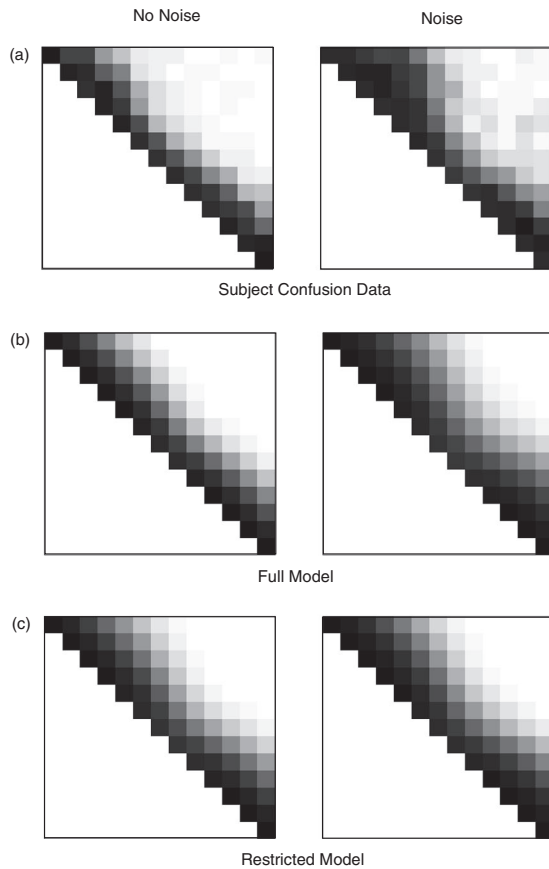 No Noise
Noise
(a)
Subject Confusion Data
(b)
Full Model
(c)
Restricted Model